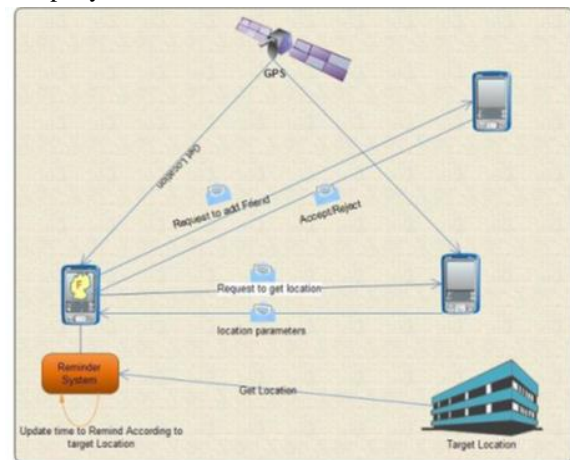 GPS
Get Location
Request to add Friend
Accept/Reject
F
Request to get location
location parameters
Reminder
System
Get Location
Update time to Remind According to
target Location
Target Location